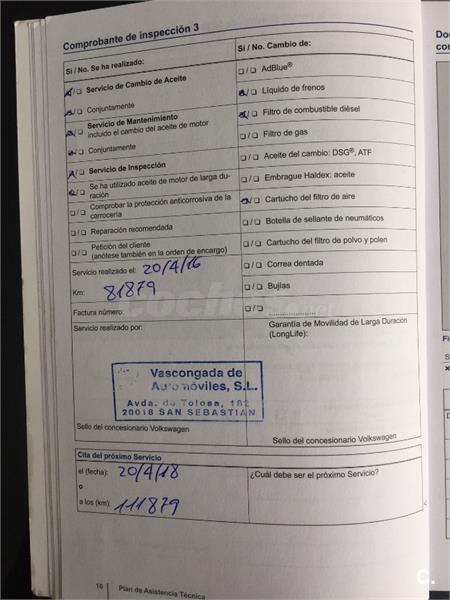 Comprobante de inspección 3
Sí / No. Se ha realizado:
Servicio de Cambio de Aceite
Conjuntamente
Servicio de Mantenimiento
incluido el cambio del aceite de motor
Conjuntamente
Servicio de Inspección
Se ha utilizado aceite de motor de larga du-
ración
Comprobar la protección anticorrosiva de la
carrocería
Reparación recomendada
Petición del cliente
(anótese también en la orden de encargo)
Servicio realizado el: 20/4/16
Km: 81879
Factura número:
Servicio realizado por:
Vascongada de
Automóviles, S.L.
Avda. de Tolosa, 162
20018 SAN SEBASTIAN
Sello del concesionario Volkswagen
Sí / No. Cambio de:
AdBlue®
Líquido de frenos
Filtro de combustible diésel
Filtro de gas
Aceite del cambio: DSG®, ATF
Embrague Haldex: aceite
Cartucho del filtro de aire
Botella de sellante de neumáticos
Cartucho del filtro de polvo y polen
Correa dentada
Bujías
Garantía de Movilidad de Larga Duración
(LongLife):
Sello del concesionario Volkswagen
Cita del próximo Servicio
el (fecha): 20/4/18
o
a los (km): 111879
¿Cuál debe ser el próximo Servicio?
16 Plan de Asistencia Técnica
C.